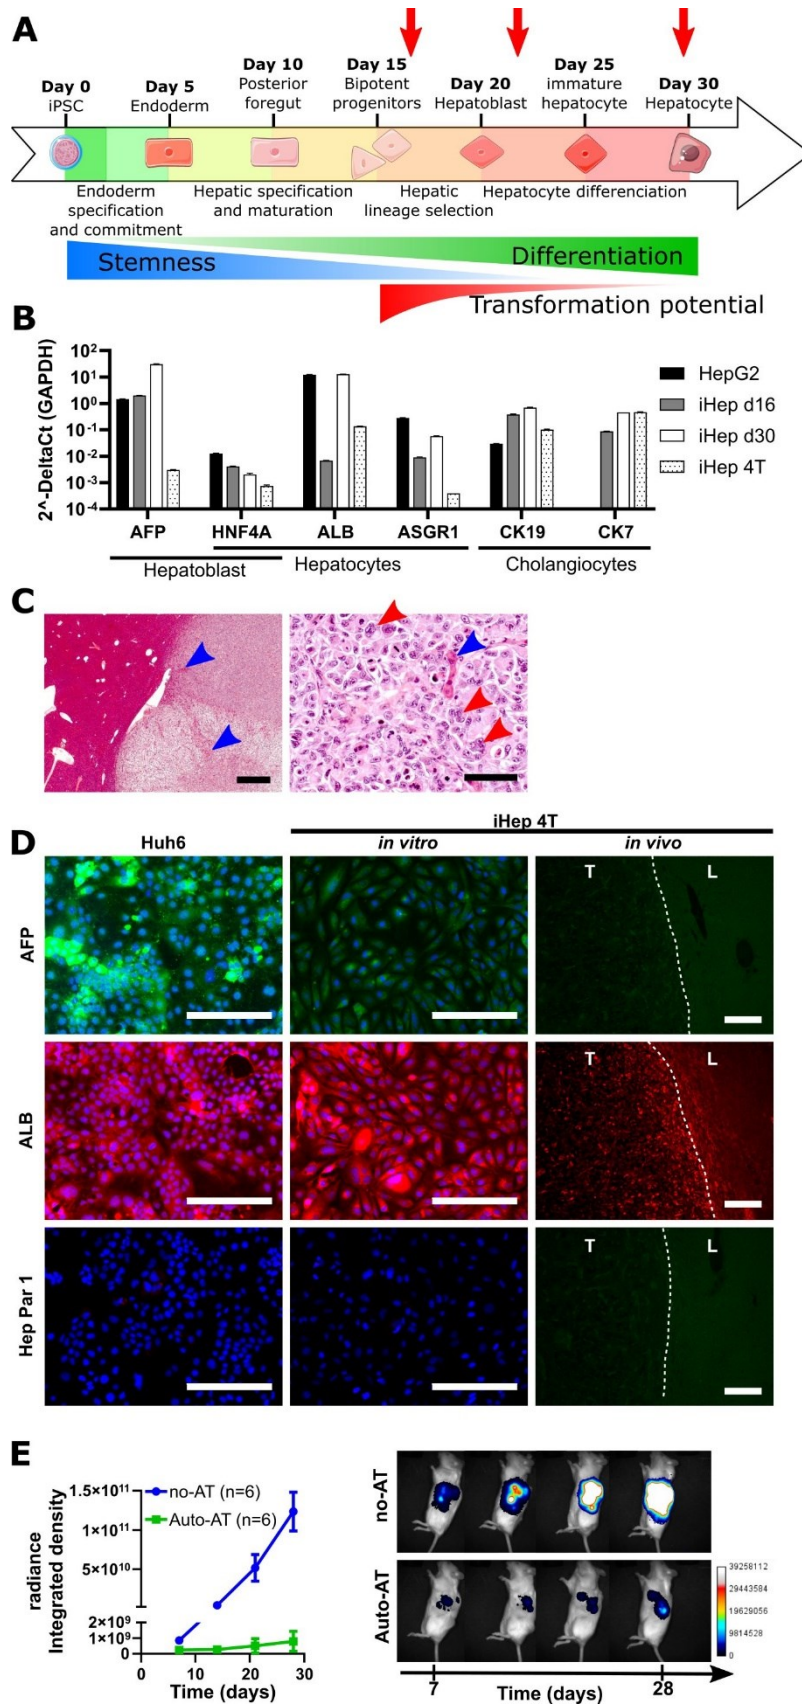 A
Day 0
iPSC
Day 5
Endoderm
Day 10
Posterior
foregut
Day 15
Bipotent
progenitors
Day 20
Hepatoblast
Day 25
immature
hepatocyte
Day 30
Hepatocyte
Endoderm
specification
and commitment
Hepatic specification
and maturation
Hepatic
lineage selection
Hepatocyte differenciation
Stemness
Differentiation
Transformation potential
B
2^-DeltaCt (GAPDH)
10²
10¹
10⁰
10⁻¹
10⁻²
10⁻³
10⁻⁴
HepG2
iHep d16
iHep d30
iHep 4T
AFP HNF4A ALB ASGR1 CK19 CK7
Hepatoblast Hepatocytes Cholangiocytes
C
D
iHep 4T
Huh6 in vitro in vivo
AFP
T L
ALB
T L
Hep Par 1
T L
E
radiance
Integrated density
1.5×10¹¹
1×10¹¹
5×10¹⁰
2×10⁹
1×10⁹
0
no-AT (n=6)
Auto-AT (n=6)
0 10 20 30
Time (days)
no-AT
Auto-AT
39258112
29443584
19629056
9814528
0
7 Time (days) 28